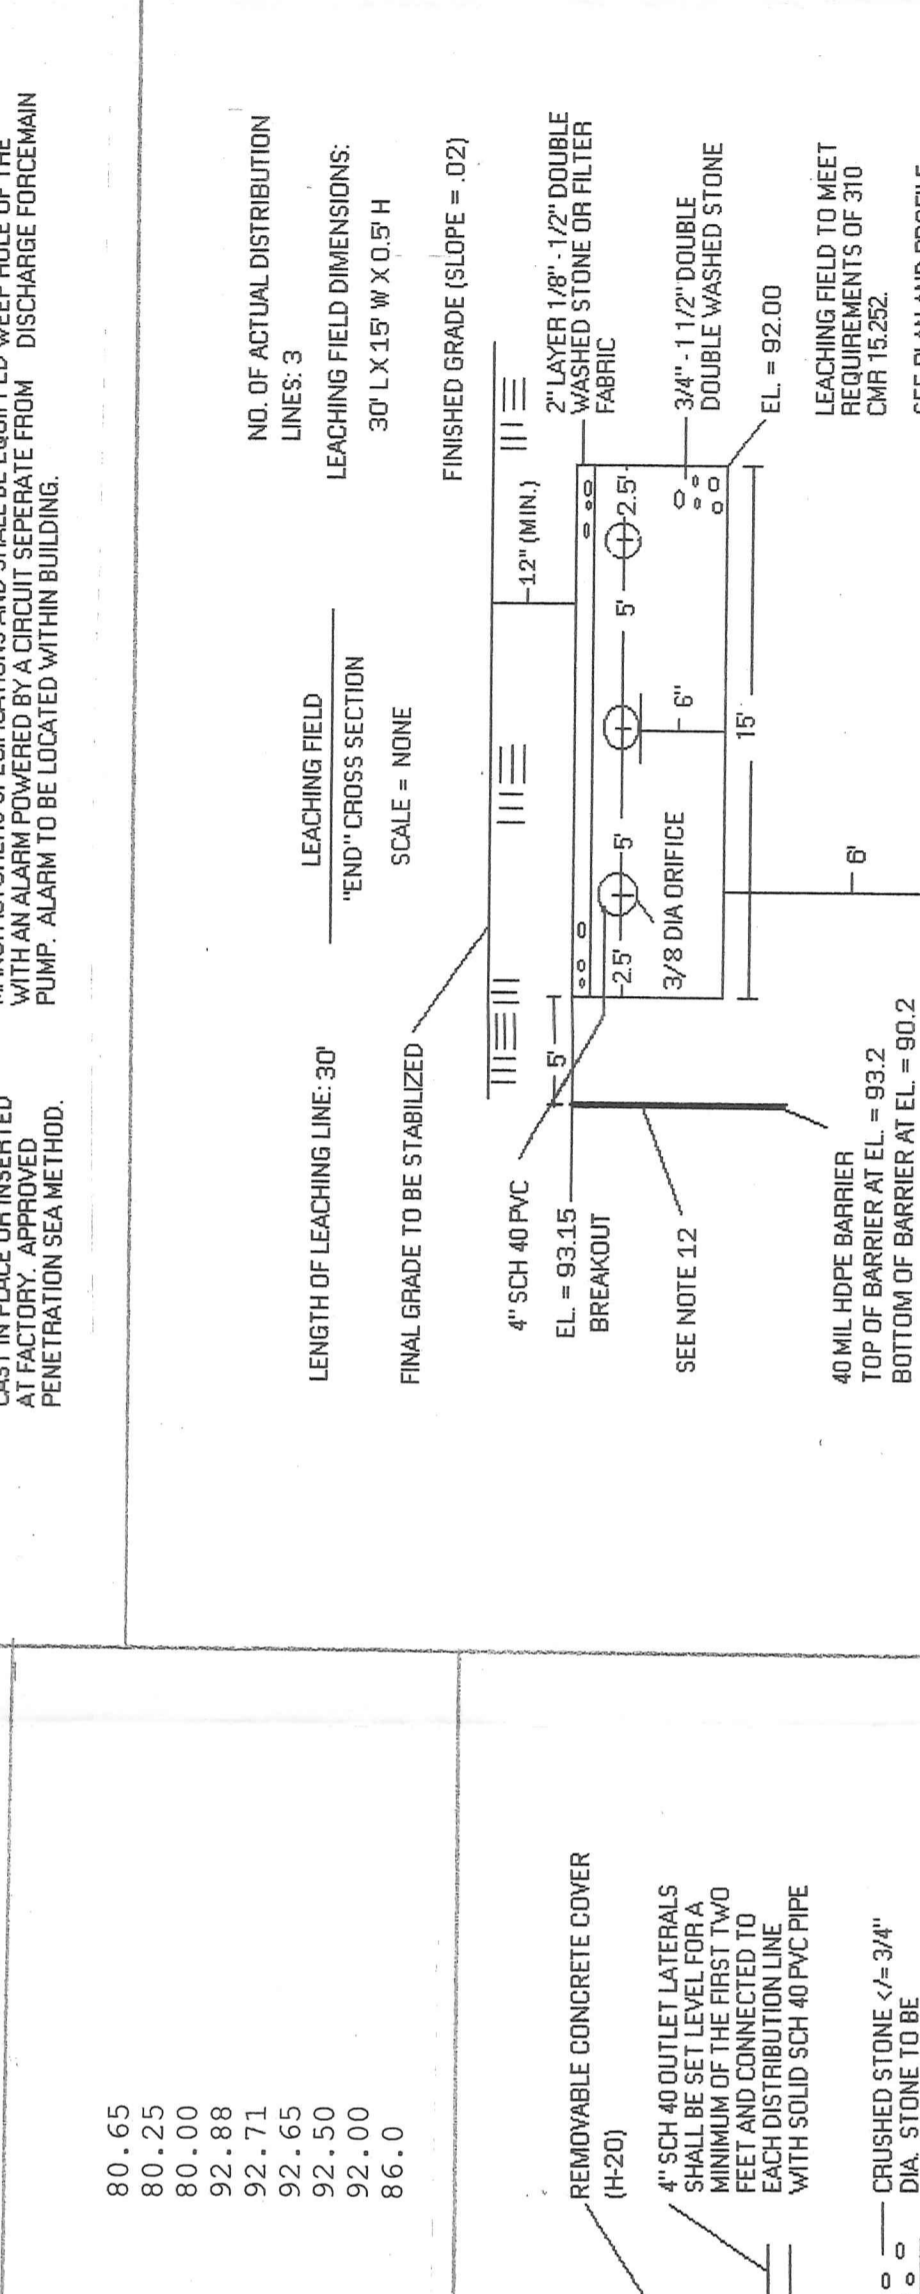 CAST IN PLACE OR INSERTED
AT FACTORY. APPROVED
PENETRATION SEA METHOD.
WITH AN ALARM POWERED BY A CIRCUIT SEPERATE FROM
PUMP. ALARM TO BE LOCATED WITHIN BUILDING.
WEEP HOLE OF THE
DISCHARGE FORCEMAIN
NO. OF ACTUAL DISTRIBUTION
LINES: 3
LEACHING FIELD DIMENSIONS:
30' L X 15' W X 0.5' H
LEACHING FIELD
"END" CROSS SECTION
SCALE = NONE
LENGTH OF LEACHING LINE: 30'
FINAL GRADE TO BE STABILIZED
FINISHED GRADE (SLOPE = .02)
12" (MIN.)
2" LAYER 1/8" - 1/2" DOUBLE
WASHED STONE OR FILTER
FABRIC
4" SCH 40 PVC
EL. = 93.15
BREAKOUT
5'
2.5'
5'
5'
2.5'
3/8 DIA ORIFICE
6"
3/4" - 1 1/2" DOUBLE
DOUBLE WASHED STONE
EL. = 92.00
15'
SEE NOTE 12
6'
LEACHING FIELD TO MEET
REQUIREMENTS OF 310
CMR 15.252.
SEE PLAN AND PROFILE
40 MIL HDPE BARRIER
TOP OF BARRIER AT EL. = 93.2
BOTTOM OF BARRIER AT EL. = 90.2
80.65
80.25
80.00
92.88
92.71
92.65
92.50
92.00
86.0
REMOVABLE CONCRETE COVER
(H-20)
4" SCH 40 OUTLET LATERALS
SHALL BE SET LEVEL FOR A
MINIMUM OF THE FIRST TWO
FEET AND CONNECTED TO
EACH DISTRIBUTION LINE
WITH SOLID SCH 40 PVC PIPE
CRUSHED STONE </= 3/4"
DIA. STONE TO BE